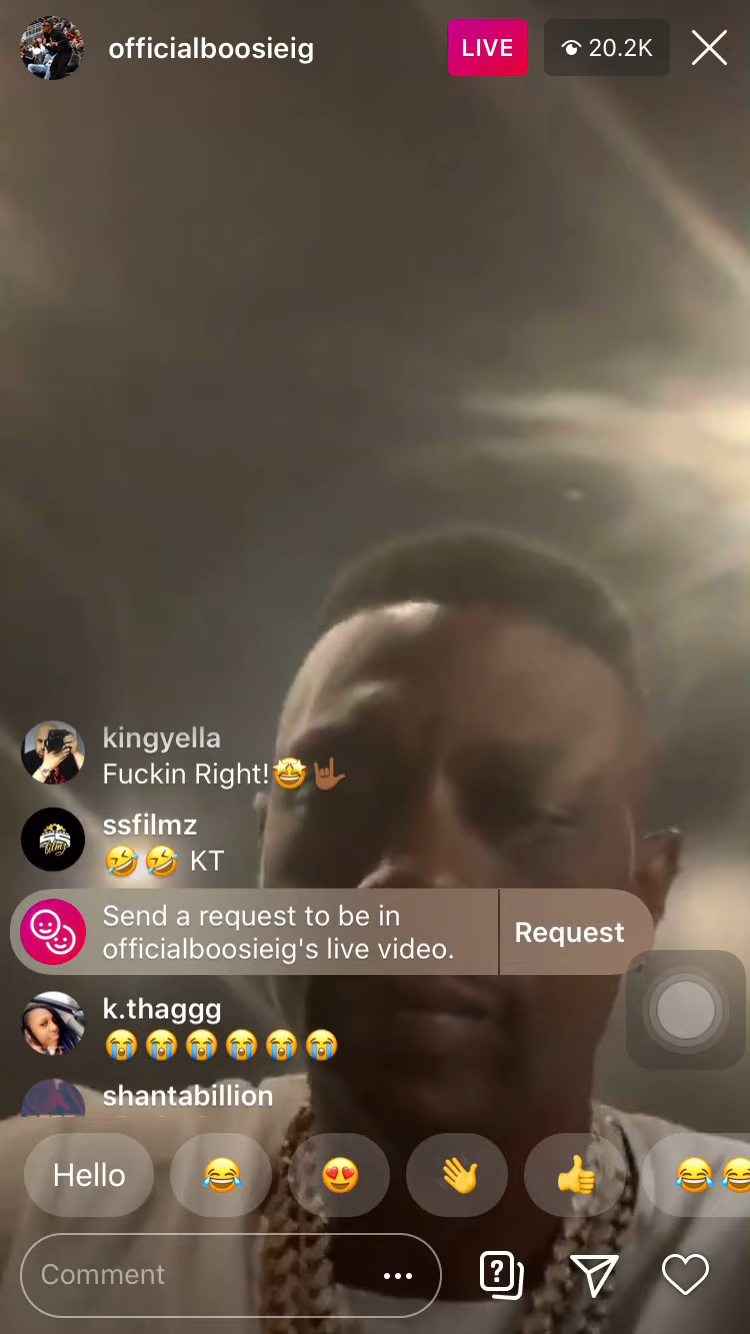 officialboosieig
LIVE
20.2K
kingyella
Fuckin Right!🤩🤟🏾
ssfilmz
🤣🤣 KT
Send a request to be in
officialboosieig's live video.
Request
k.thaggg
😭😭😭😭😭😭
shantabillion
Hello
😂 😍 👋 👍 😂😂
Comment